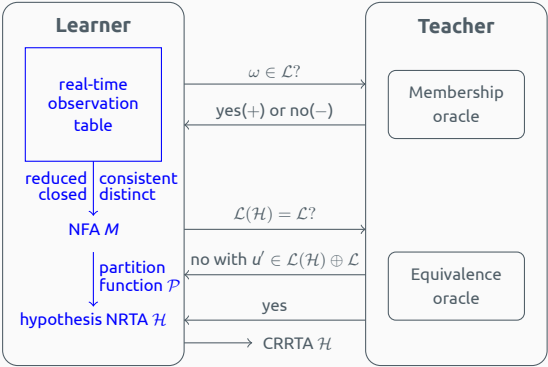 Learner
real-time
observation
table
reduced consistent
closed distinct
NFA M
partition
function 𝒫
hypothesis NRTA ℋ
ω ∈ ℒ?
yes(+) or no(−)
ℒ(ℋ) = ℒ?
no with u′ ∈ ℒ(ℋ) ⊕ ℒ
yes
CRRTA ℋ
Teacher
Membership
oracle
Equivalence
oracle